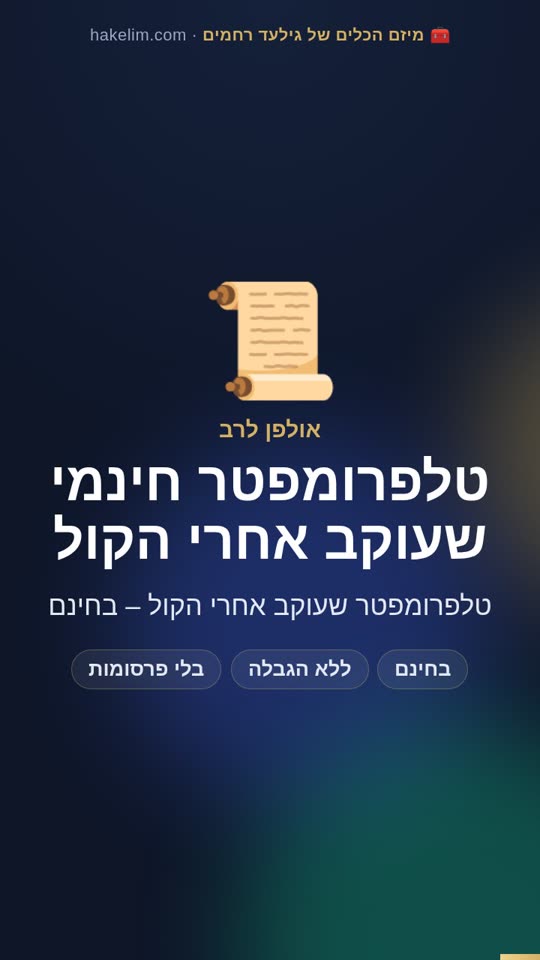 🧰 מיזם הכלים של גילעד רחמים · hakelim.com
אולפן לרב
טלפרומפטר חינמי
שעוקב אחרי הקול
טלפרומפטר שעוקב אחרי הקול – בחינם
בחינם
ללא הגבלה
בלי פרסומות